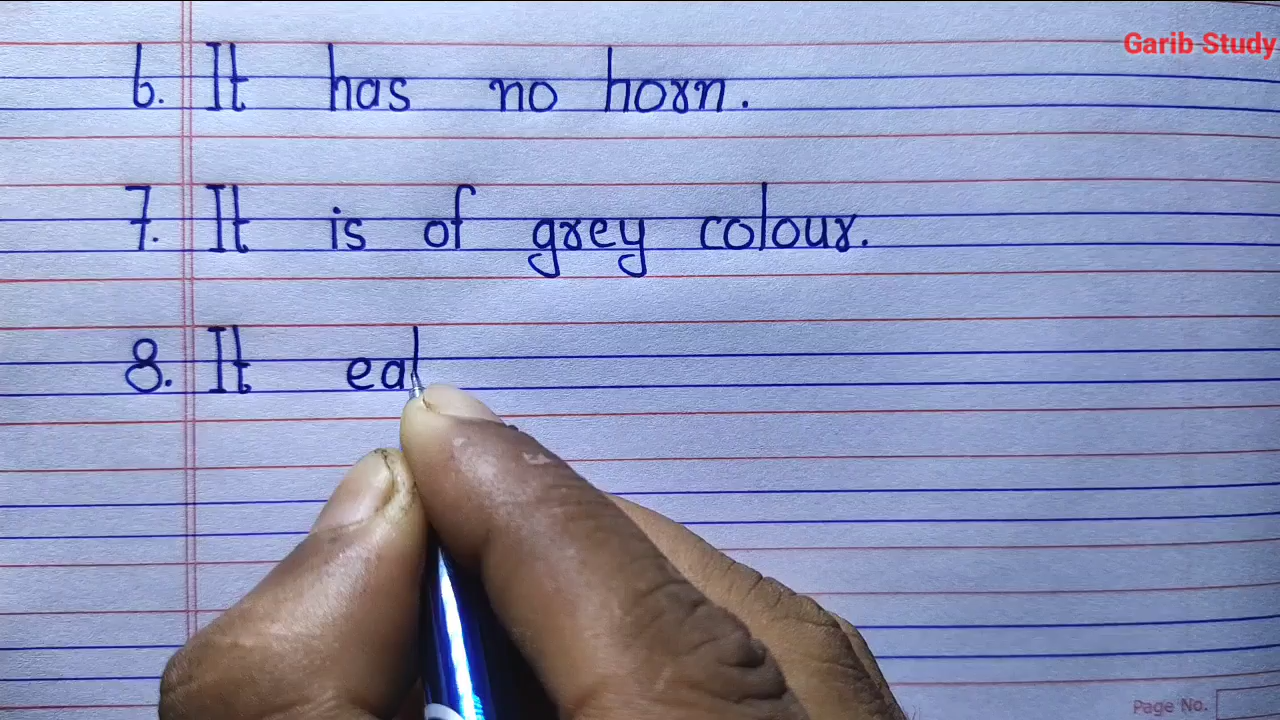 Garib Study
6. It has no horn.
7. It is of grey colour.
8. It ea
Page No.